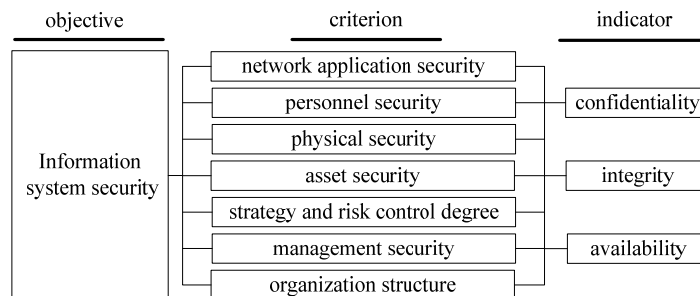 objective
criterion
indicator
network application security
personnel security
confidentiality
physical security
Information
system security
asset security
integrity
strategy and risk control degree
management security
availability
organization structure